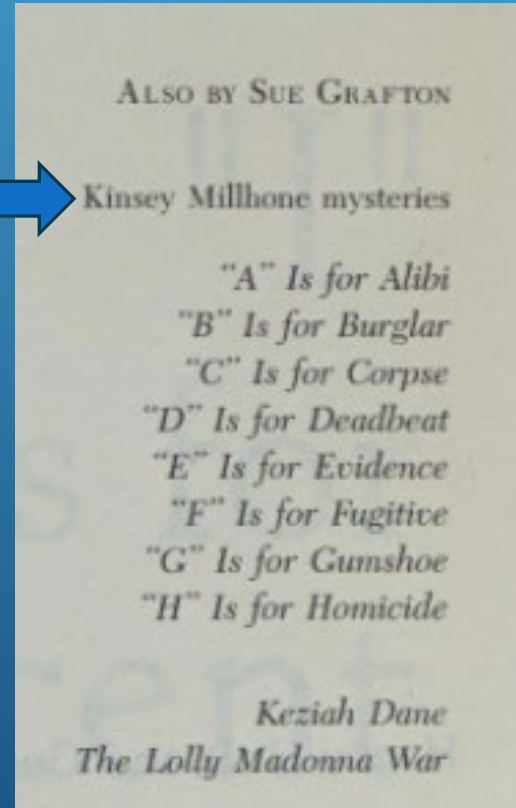 ALSO BY SUE GRAFTON
Kinsey Millhone mysteries
"A" Is for Alibi
"B" Is for Burglar
"C" Is for Corpse
"D" Is for Deadbeat
"E" Is for Evidence
"F" Is for Fugitive
"G" Is for Gumshoe
"H" Is for Homicide
Keziah Dane
The Lolly Madonna War